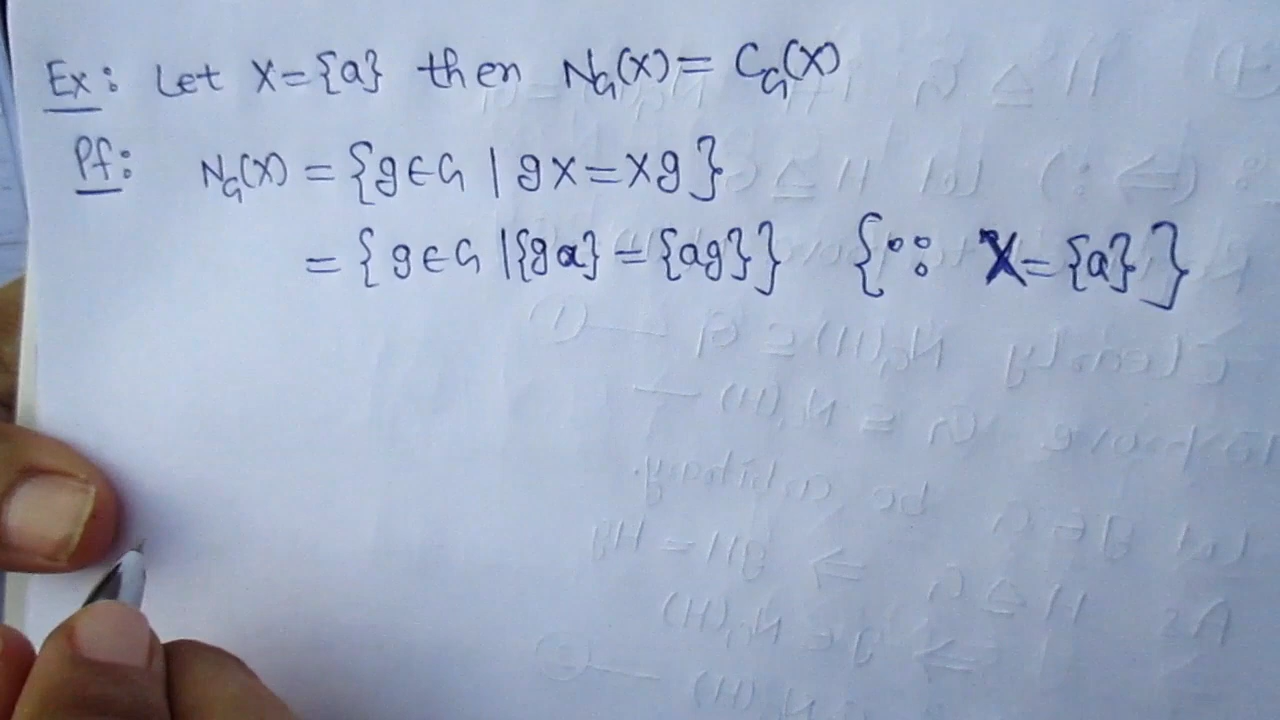 Ex: Let X={a} then N_G(X) = C_G(X)
Pf: N_G(X) = {g∈G | gX=Xg}
= {g∈G | {ga} = {ag}} {∵ X={a}}